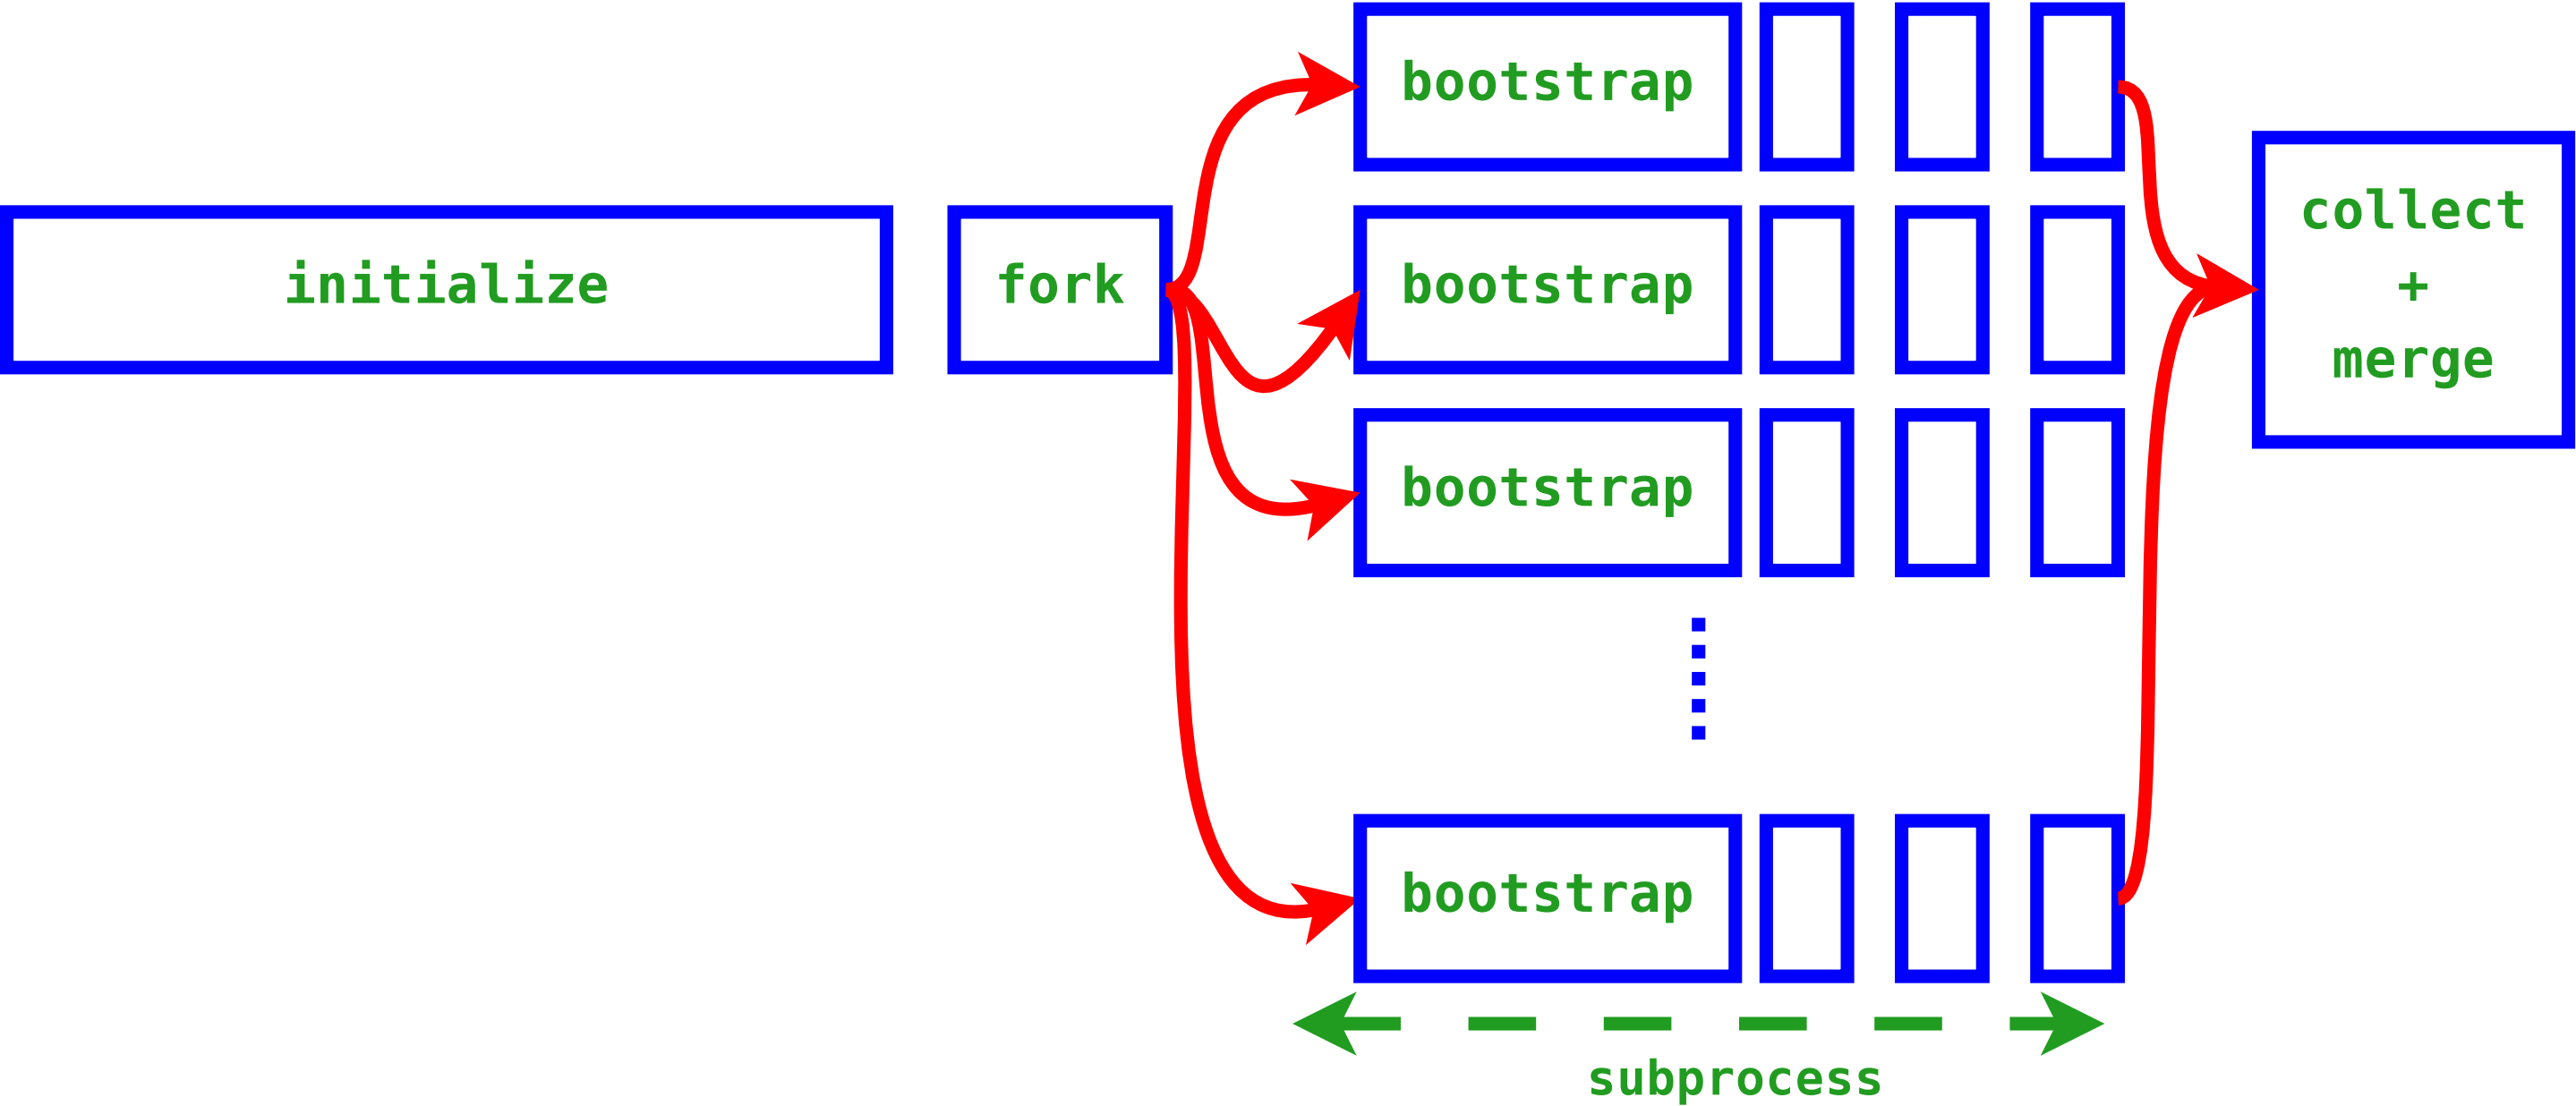 initialize
fork
bootstrap
bootstrap
bootstrap
bootstrap
collect
+
merge
subprocess